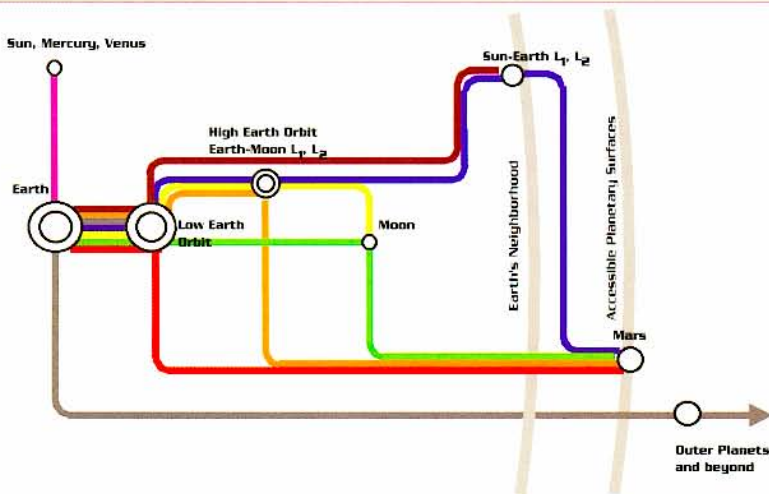 Sun, Mercury, Venus
Sun-Earth L1, L2
High Earth Orbit
Earth-Moon L1, L2
Earth
Low Earth
Orbit
Moon
Earth's Neighborhood
Accessible Planetary Surfaces
Mars
Outer Planets
and beyond